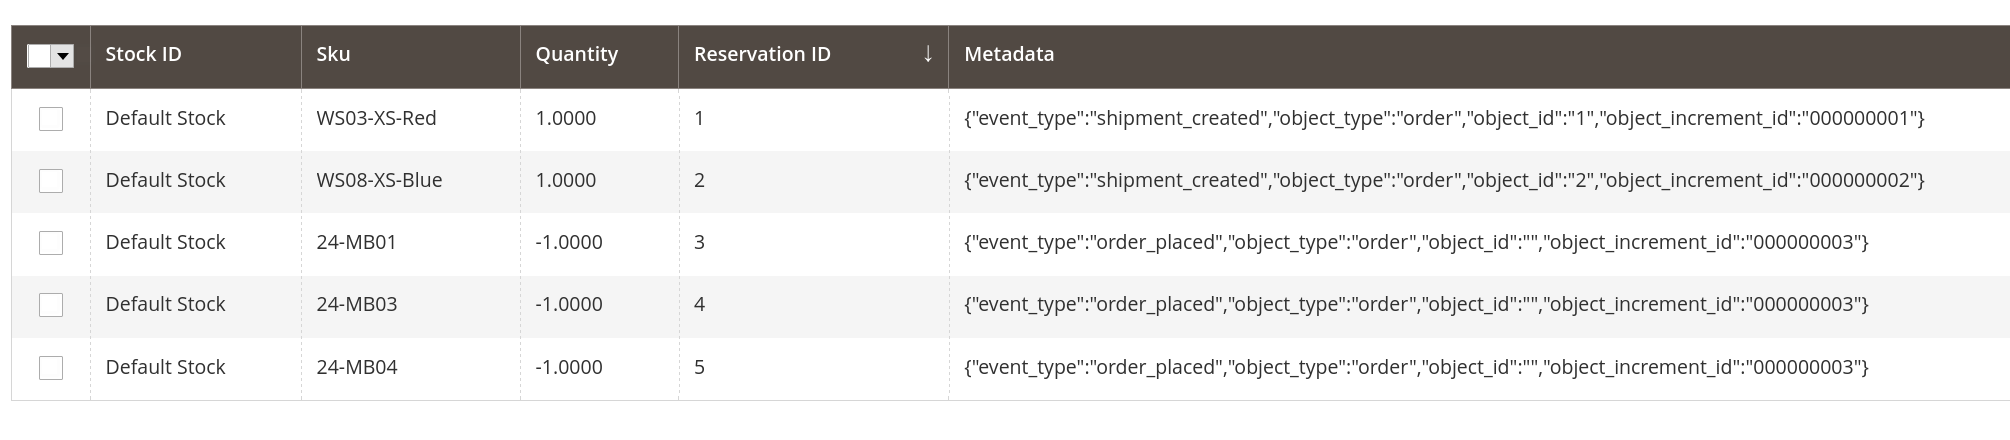 Stock ID Sku Quantity Reservation ID ↓ Metadata
Default Stock WS03-XS-Red 1.0000 1 {"event_type":"shipment_created","object_type":"order","object_id":"1","object_increment_id":"000000001"}
Default Stock WS08-XS-Blue 1.0000 2 {"event_type":"shipment_created","object_type":"order","object_id":"2","object_increment_id":"000000002"}
Default Stock 24-MB01 -1.0000 3 {"event_type":"order_placed","object_type":"order","object_id":"","object_increment_id":"000000003"}
Default Stock 24-MB03 -1.0000 4 {"event_type":"order_placed","object_type":"order","object_id":"","object_increment_id":"000000003"}
Default Stock 24-MB04 -1.0000 5 {"event_type":"order_placed","object_type":"order","object_id":"","object_increment_id":"000000003"}